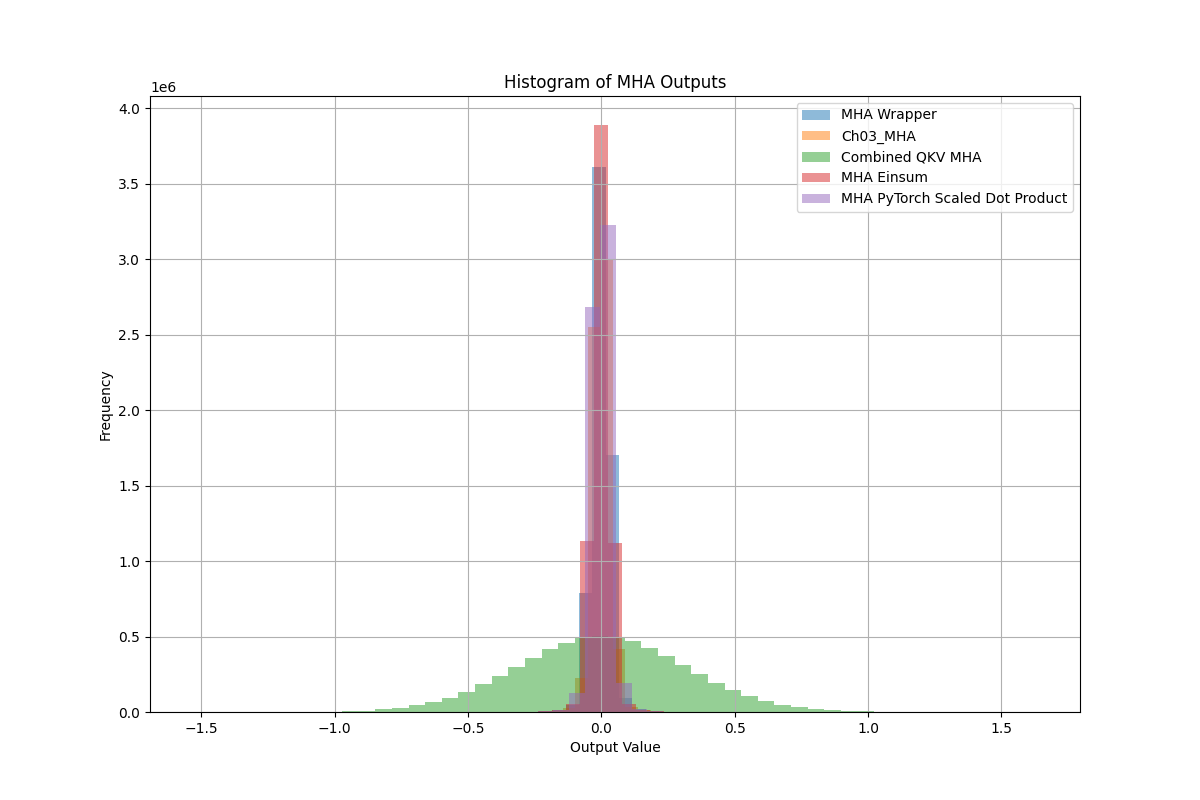 Histogram of MHA Outputs
1e6
MHA Wrapper
Ch03_MHA
Combined QKV MHA
MHA Einsum
MHA PyTorch Scaled Dot Product
4.0
3.5
3.0
2.5
2.0
1.5
1.0
0.5
0.0
Frequency
−1.5 −1.0 −0.5 0.0 0.5 1.0 1.5
Output Value